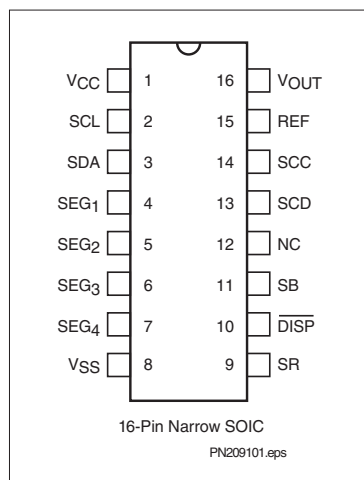 VCC 1 16 VOUT
SCL 2 15 REF
SDA 3 14 SCC
SEG1 4 13 SCD
SEG2 5 12 NC
SEG3 6 11 SB
SEG4 7 10 DISP
VSS 8 9 SR
16-Pin Narrow SOIC
PN209101.eps